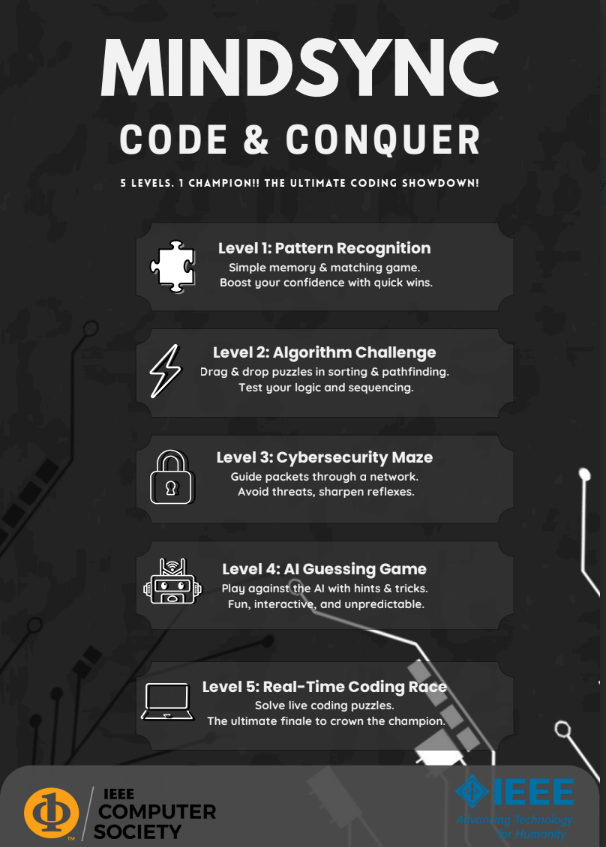 MINDSYNC
CODE & CONQUER
5 LEVELS. 1 CHAMPION!! THE ULTIMATE CODING SHOWDOWN!
Level 1: Pattern Recognition
Simple memory & matching game.
Boost your confidence with quick wins.
Level 2: Algorithm Challenge
Drag & drop puzzles in sorting & pathfinding.
Test your logic and sequencing.
Level 3: Cybersecurity Maze
Guide packets through a network.
Avoid threats, sharpen reflexes.
Level 4: AI Guessing Game
Play against the AI with hints & tricks.
Fun, interactive, and unpredictable.
Level 5: Real-Time Coding Race
Solve live coding puzzles.
The ultimate finale to crown the champion.
IEEE
COMPUTER
SOCIETY
TM
IEEE
Advancing Technology
for Humanity